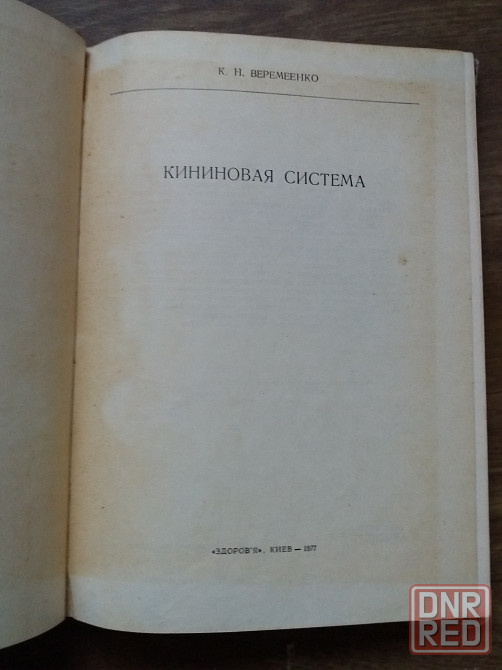 К. Н. ВЕРЕМЕЕНКО
КИНИНОВАЯ СИСТЕМА
«ЗДОРОВ'Я», КИЕВ — 1977
DNR
RED